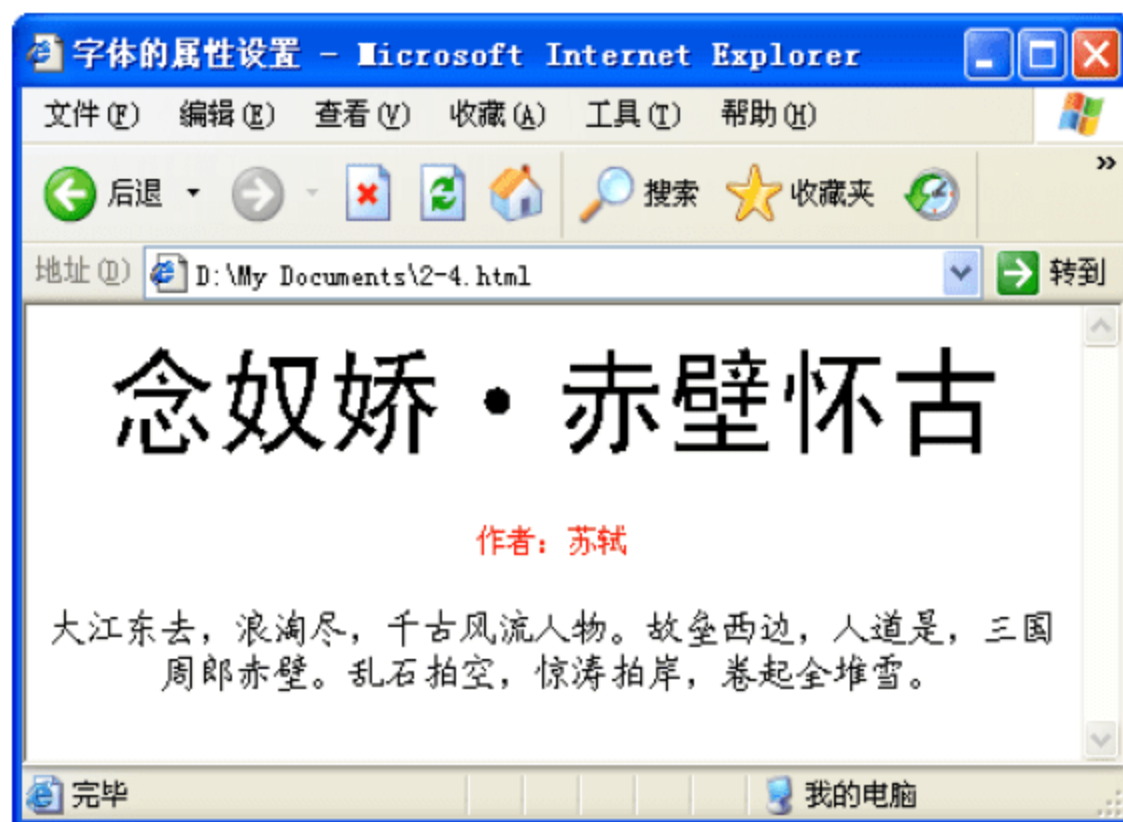 字体的属性设置 - Microsoft Internet Explorer
文件(F) 编辑(E) 查看(V) 收藏(A) 工具(T) 帮助(H)
后退 搜索 收藏夹 »
地址(D) D:\My Documents\2-4.html 转到
念奴娇·赤壁怀古
作者：苏轼
大江东去，浪淘尽，千古风流人物。故垒西边，人道是，三国
周郎赤壁。乱石拍空，惊涛拍岸，卷起全堆雪。
完毕 我的电脑